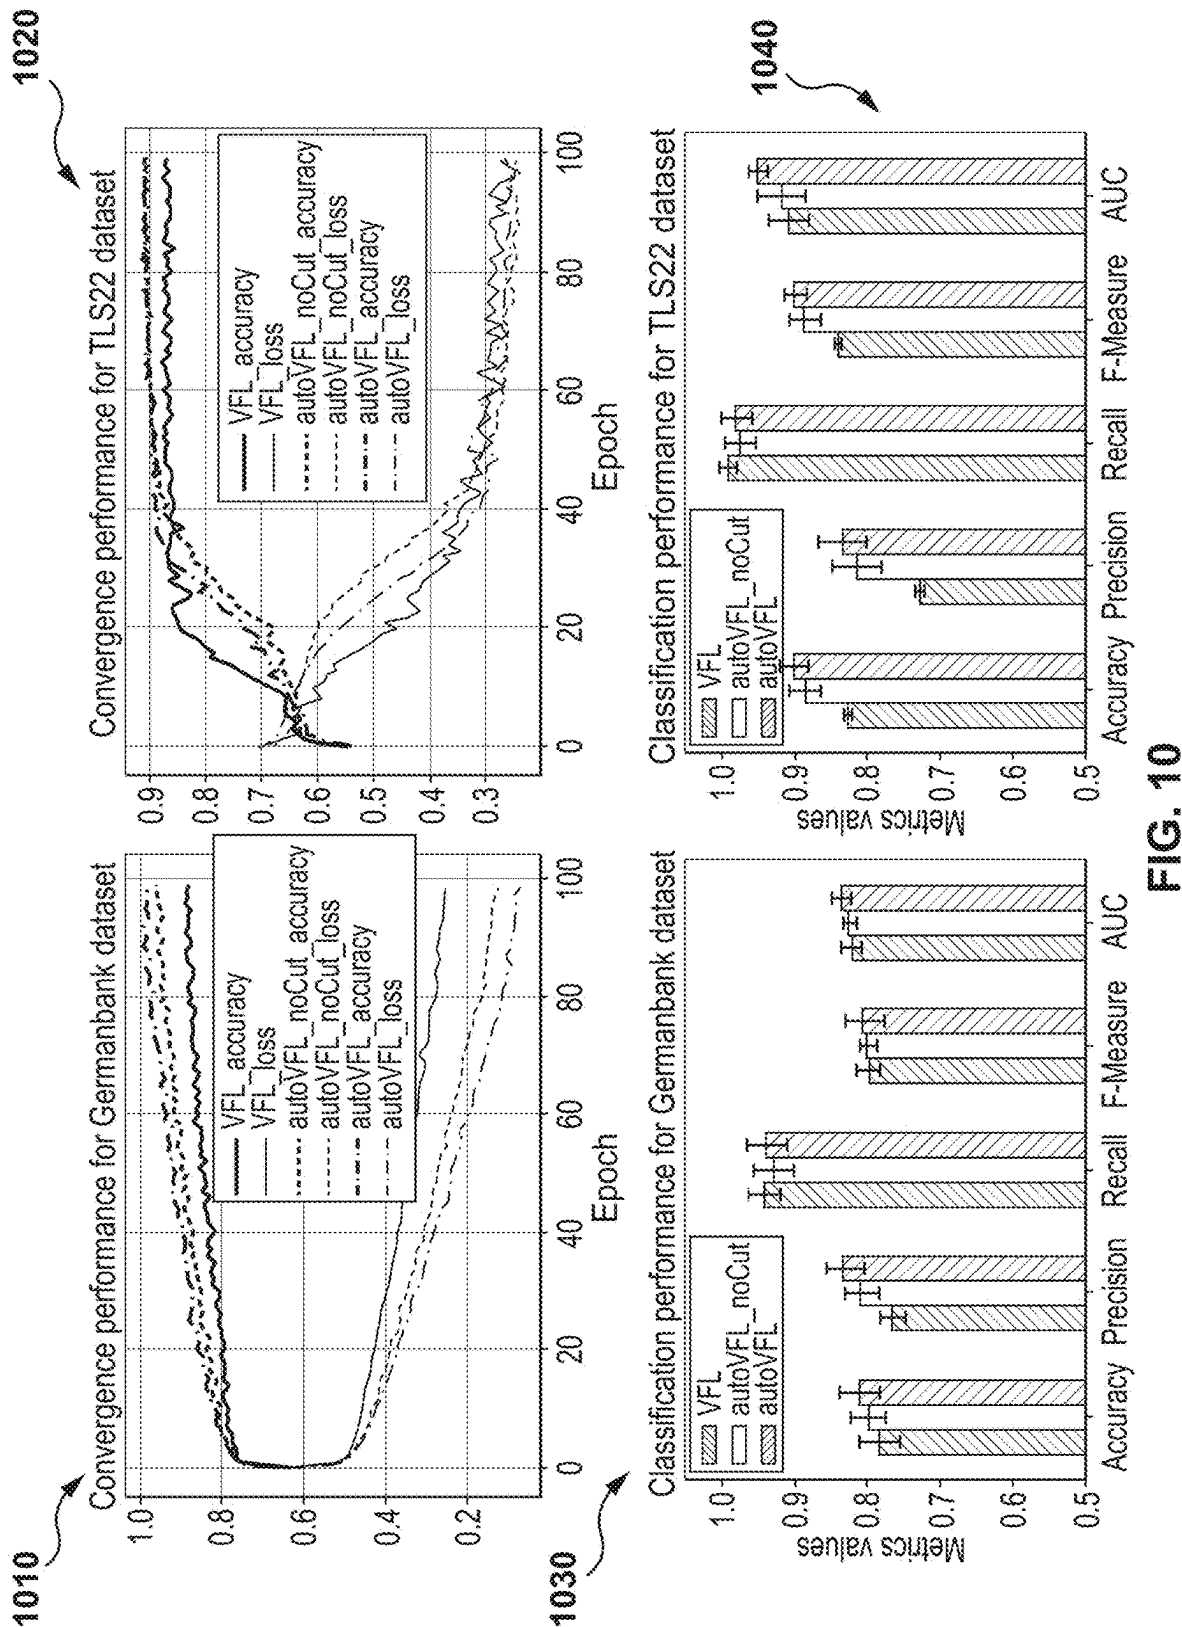 1010
Convergence performance for Germanbank dataset
1.0
0.8
0.6
0.4
0.2
VFL_accuracy
VFL_loss
autoVFL_noCut_accuracy
autoVFL_noCut_loss
autoVFL_accuracy
autoVFL_loss
0 20 40 60 80 100
Epoch
1020
Convergence performance for TLS22 dataset
0.9
0.8
0.7
0.6
0.5
0.4
0.3
VFL_accuracy
VFL_loss
autoVFL_noCut_accuracy
autoVFL_noCut_loss
autoVFL_accuracy
autoVFL_loss
0 20 40 60 80 100
Epoch
1030
Classification performance for Germanbank dataset
Metrics values
1.0
0.9
0.8
0.7
0.6
0.5
VFL
autoVFL_noCut
autoVFL
Accuracy Precision Recall F-Measure AUC
1040
Classification performance for TLS22 dataset
Metrics values
1.0
0.9
0.8
0.7
0.6
0.5
VFL
autoVFL_noCut
autoVFL
Accuracy Precision Recall F-Measure AUC
FIG. 10